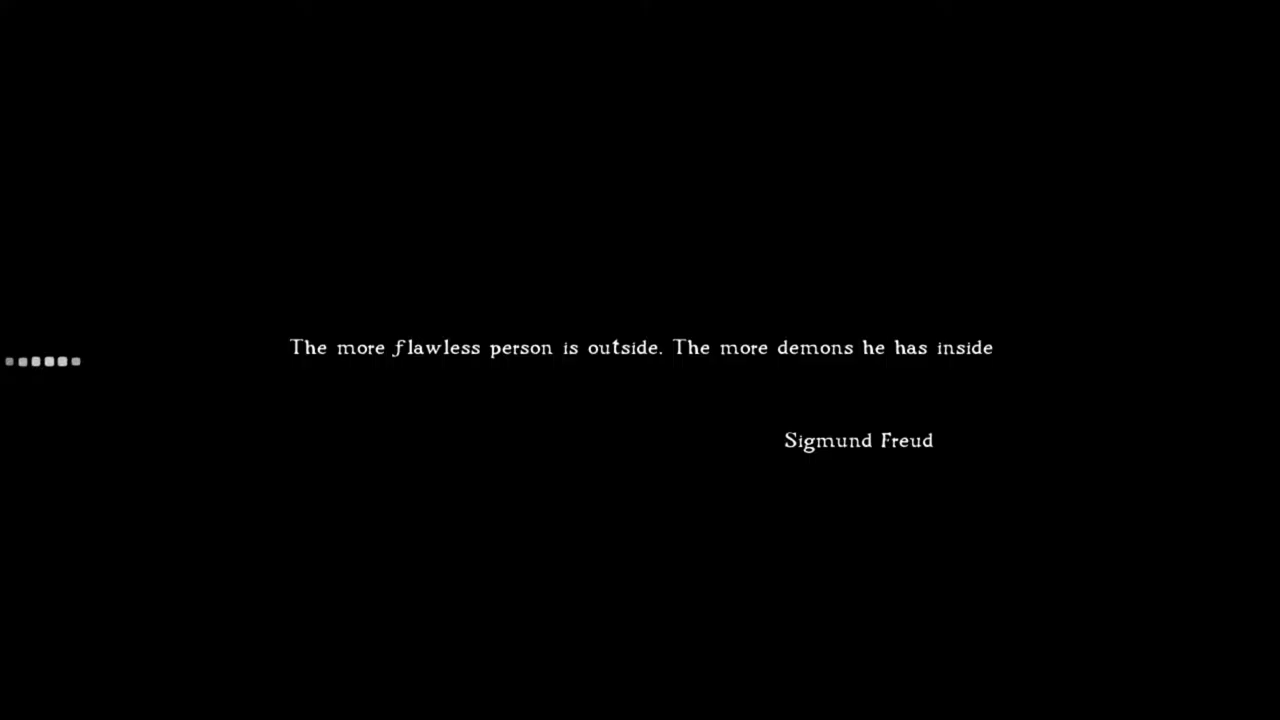 The more flawless person is outside. The more demons he has inside
Sigmund Freud